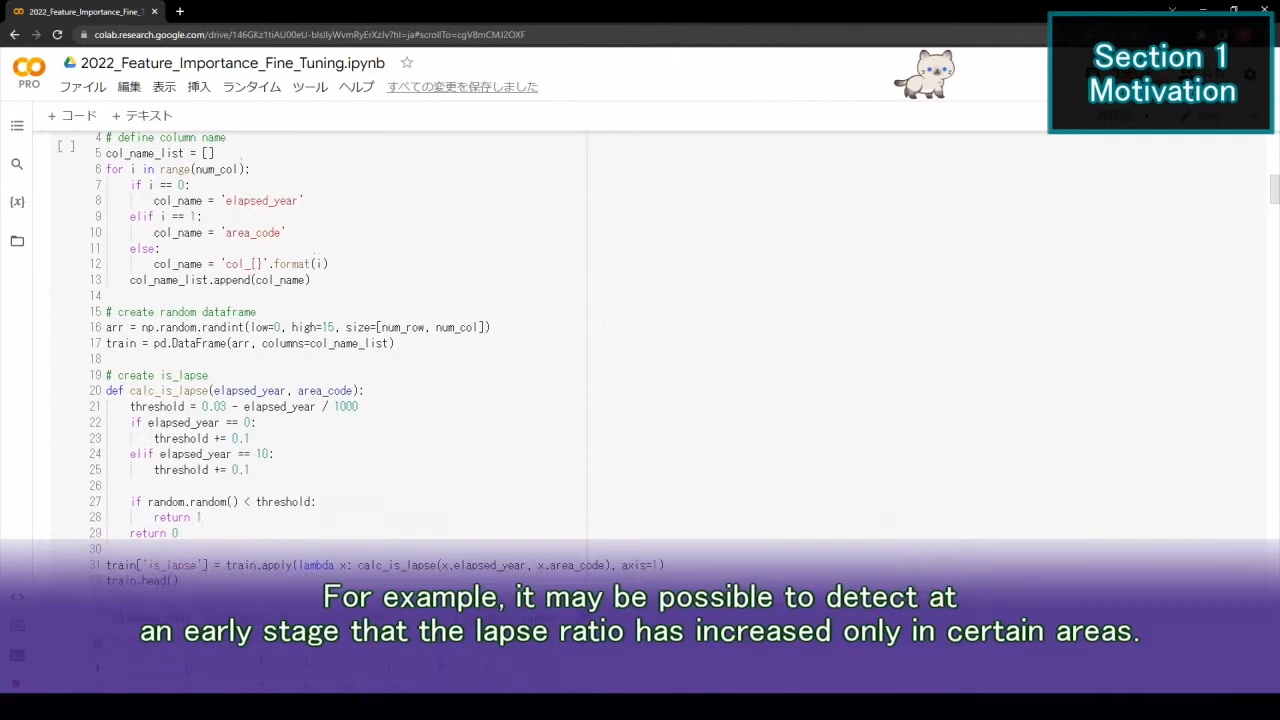 2022_Feature_Importance_Fine_T
colab.research.google.com/drive/146GKz1tiAU00eU-bIsIlyWvmRyErXzJv?hl=ja#scrollTo=cgV8mCMJ2OXF
Section 1
Motivation
2022_Feature_Importance_Fine_Tuning.ipynb
PRO
ファイル 編集 表示 挿入 ランタイム ツール ヘルプ すべての変更を保存しました
+ コード + テキスト
4 # define column name
[ ]
5 col_name_list = []
6 for i in range(num_col):
7 if i == 0:
8 col_name = 'elapsed_year'
9 elif i == 1:
10 col_name = 'area_code'
11 else:
12 col_name = 'col_{}'.format(i)
13 col_name_list.append(col_name)
14
15 # create random dataframe
16 arr = np.random.randint(low=0, high=15, size=[num_row, num_col])
17 train = pd.DataFrame(arr, columns=col_name_list)
18
19 # create is_lapse
20 def calc_is_lapse(elapsed_year, area_code):
21 threshold = 0.03 - elapsed_year / 1000
22 if elapsed_year == 0:
23 threshold += 0.1
24 elif elapsed_year == 10:
25 threshold += 0.1
26
27 if random.random() < threshold:
28 return 1
29 return 0
30
31 train['is_lapse'] = train.apply(lambda x: calc_is_lapse(x.elapsed_year, x.area_code), axis=1)
train.head()
For example, it may be possible to detect at
an early stage that the lapse ratio has increased only in certain areas.